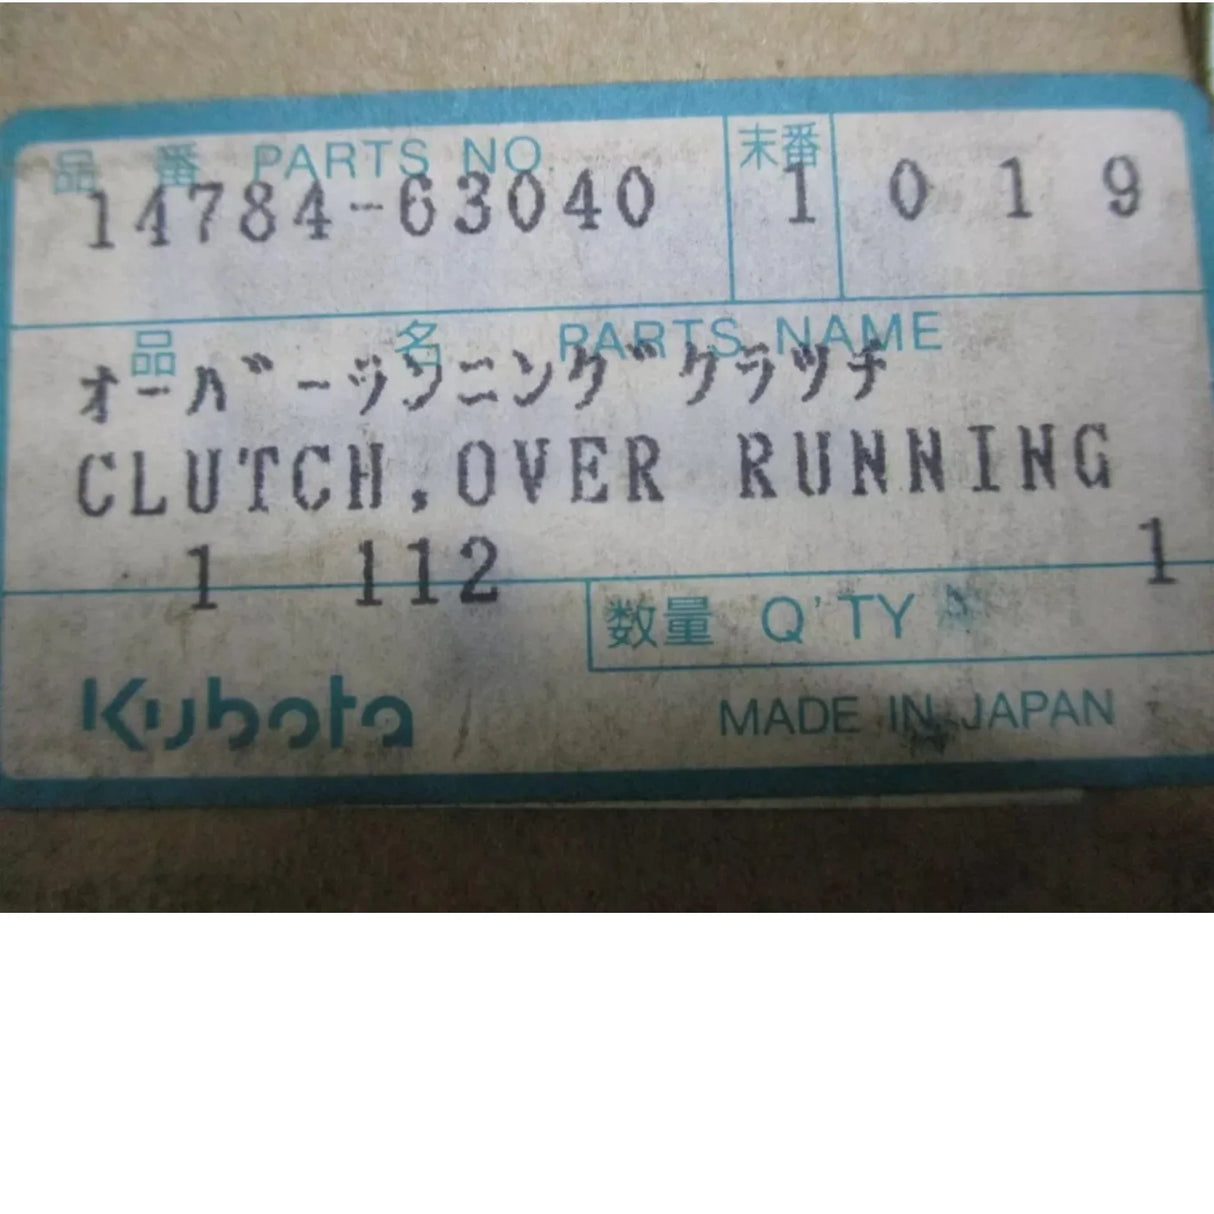 品 番 PARTS NO 末番
14784-63040 1 0 1 9
品 名 PARTS NAME
オーバーランニングクラッチ
CLUTCH,OVER RUNNING
1 112 1
数量 Q'TY
Kubota MADE IN JAPAN